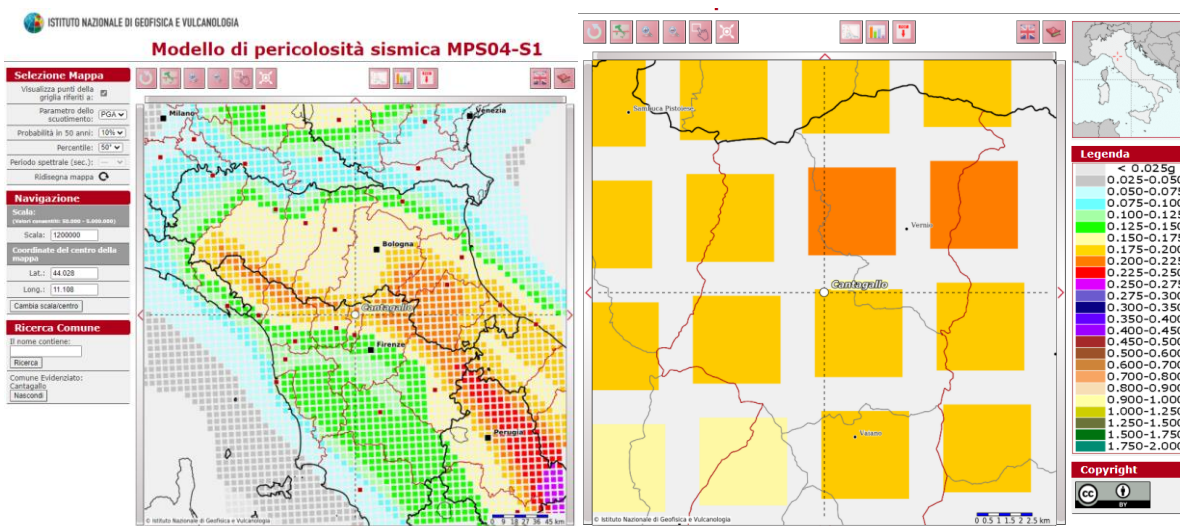 ISTITUTO NAZIONALE DI GEOFISICA E VULCANOLOGIA
Modello di pericolosità sismica MPS04-S1
Selezione Mappa
Visualizza punti della
griglia riferiti a:
Parametro dello
scuotimento: PGA
Probabilità in 50 anni: 10%
Percentile: 50°
Periodo spettrale (sec.): ---
Ridisegna mappa
Navigazione
Scala:
(Valori consentiti: 50.000 - 5.000.000)
Scala: 1200000
Coordinate del centro della
mappa
Lat.: 44.028
Long.: 11.108
Cambia scala/centro
Ricerca Comune
Il nome contiene:
Ricerca
Comune Evidenziato:
Cantagallo
Nascondi
Milano
Venezia
Bologna
Cantagallo
Firenze
Perugia
© Istituto Nazionale di Geofisica e Vulcanologia
0 9 18 27 36 45 km
Sambuca Pistoiese
Vernio
Cantagallo
Vaiano
© Istituto Nazionale di Geofisica e Vulcanologia
0 0.5 1 1.5 2 2.5 km
Legenda
< 0.025g
0.025-0.050
0.050-0.075
0.075-0.100
0.100-0.125
0.125-0.150
0.150-0.175
0.175-0.200
0.200-0.225
0.225-0.250
0.250-0.275
0.275-0.300
0.300-0.350
0.350-0.400
0.400-0.450
0.450-0.500
0.500-0.600
0.600-0.700
0.700-0.800
0.800-0.900
0.900-1.000
1.000-1.250
1.250-1.500
1.500-1.750
1.750-2.000
Copyright
CC
BY